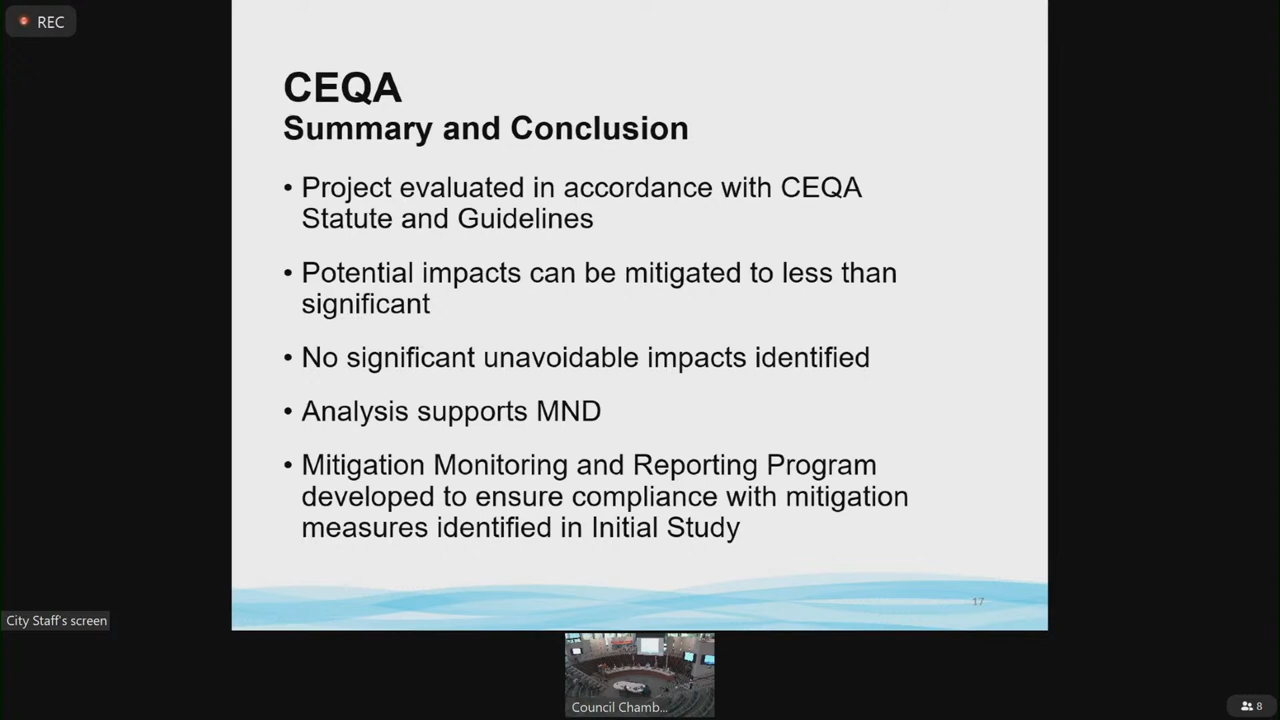 REC
CEQA
Summary and Conclusion
• Project evaluated in accordance with CEQA
Statute and Guidelines
• Potential impacts can be mitigated to less than
significant
• No significant unavoidable impacts identified
• Analysis supports MND
• Mitigation Monitoring and Reporting Program
developed to ensure compliance with mitigation
measures identified in Initial Study
17
City Staff's screen
Council Chamb...
8